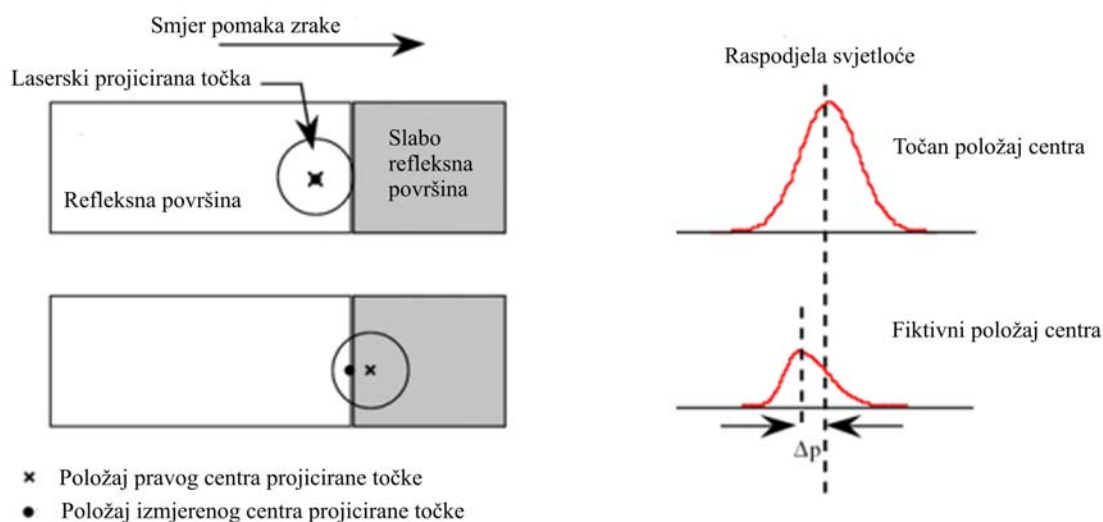 Smjer pomaka zrake
Laserski projicirana točka
Refleksna površina
Slabo
refleksna
površina
Raspodjela svjetloće
Točan položaj centra
Fiktivni položaj centra
Δp
Položaj pravog centra projicirane točke
Položaj izmjerenog centra projicirane točke